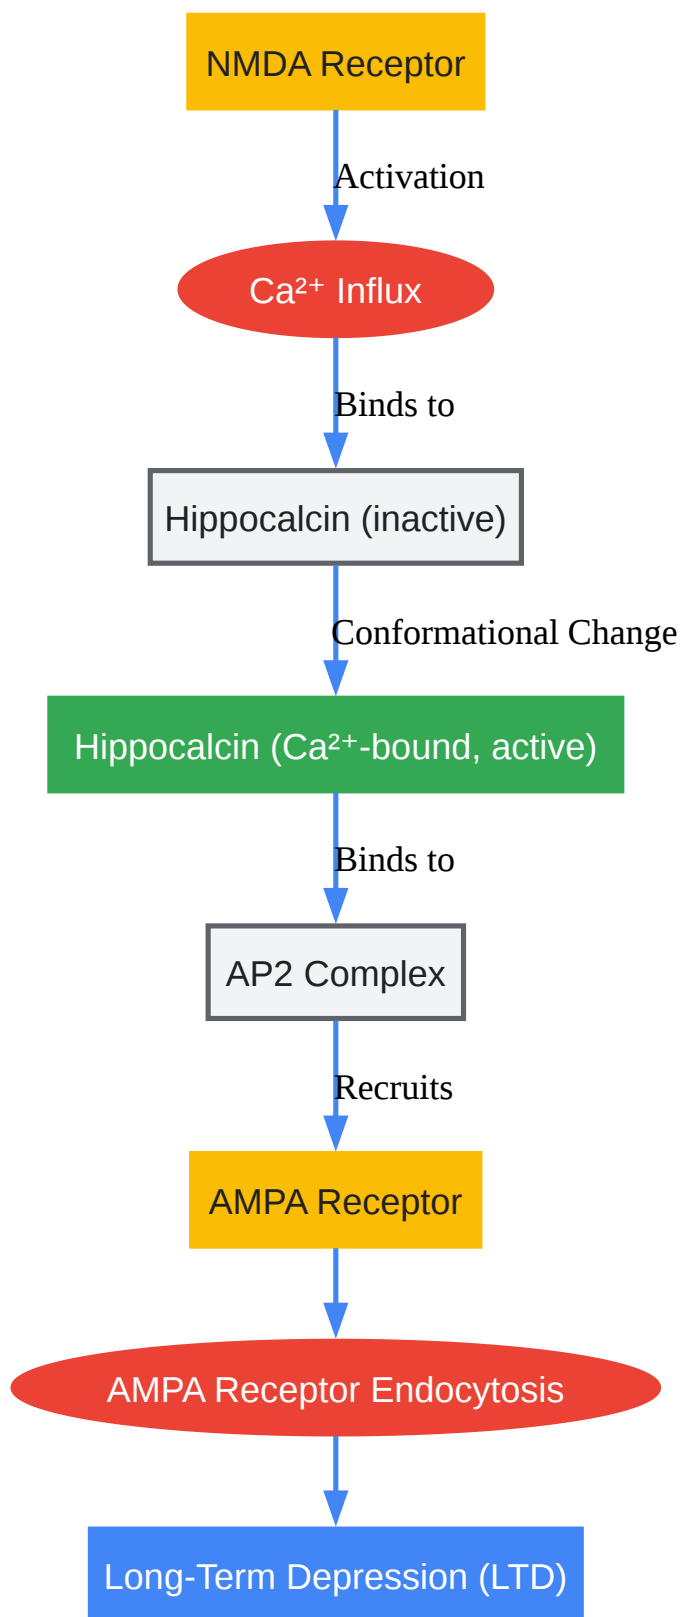 NMDA Receptor
Activation
Ca²⁺ Influx
Binds to
Hippocalcin (inactive)
Conformational Change
Hippocalcin (Ca²⁺-bound, active)
Binds to
AP2 Complex
Recruits
AMPA Receptor
AMPA Receptor Endocytosis
Long-Term Depression (LTD)